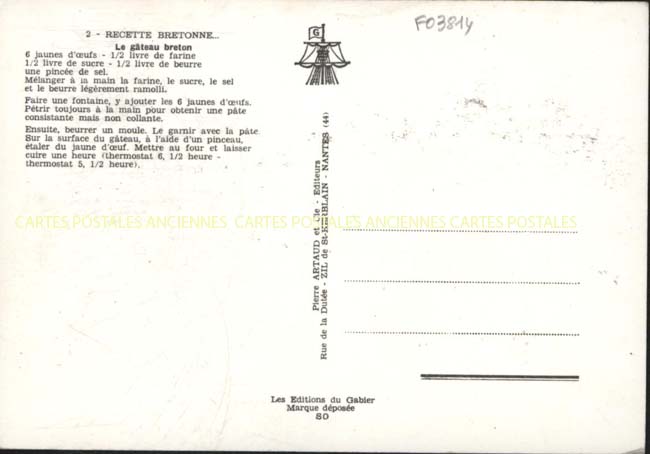 2 - RECETTE BRETONNE...
Le gâteau breton
6 jaunes d'œufs - 1/2 livre de farine
1/2 livre de sucre - 1/2 livre de beurre
une pincée de sel.
Mélanger à la main la farine, le sucre, le sel
et le beurre légèrement ramolli.
Faire une fontaine, y ajouter les 6 jaunes d'œufs.
Pétrir toujours à la main pour obtenir une pâte
consistante mais non collante.
Ensuite, beurrer un moule. Le garnir avec la pâte
Sur la surface du gâteau, à l'aide d'un pinceau,
étaler du jaune d'œuf. Mettre au four et laisser
cuire une heure (thermostat 6, 1/2 heure -
thermostat 5, 1/2 heure).
G
F03814
Pierre ARTAUD et Cie - Editeurs
Rue de la Dutée - ZIL de St-HERBLAIN - NANTES (44)
CARTES POSTALES ANCIENNES CARTES POSTALES ANCIENNES CARTES POSTALES
Les Editions du Gabier
Marque déposée
80